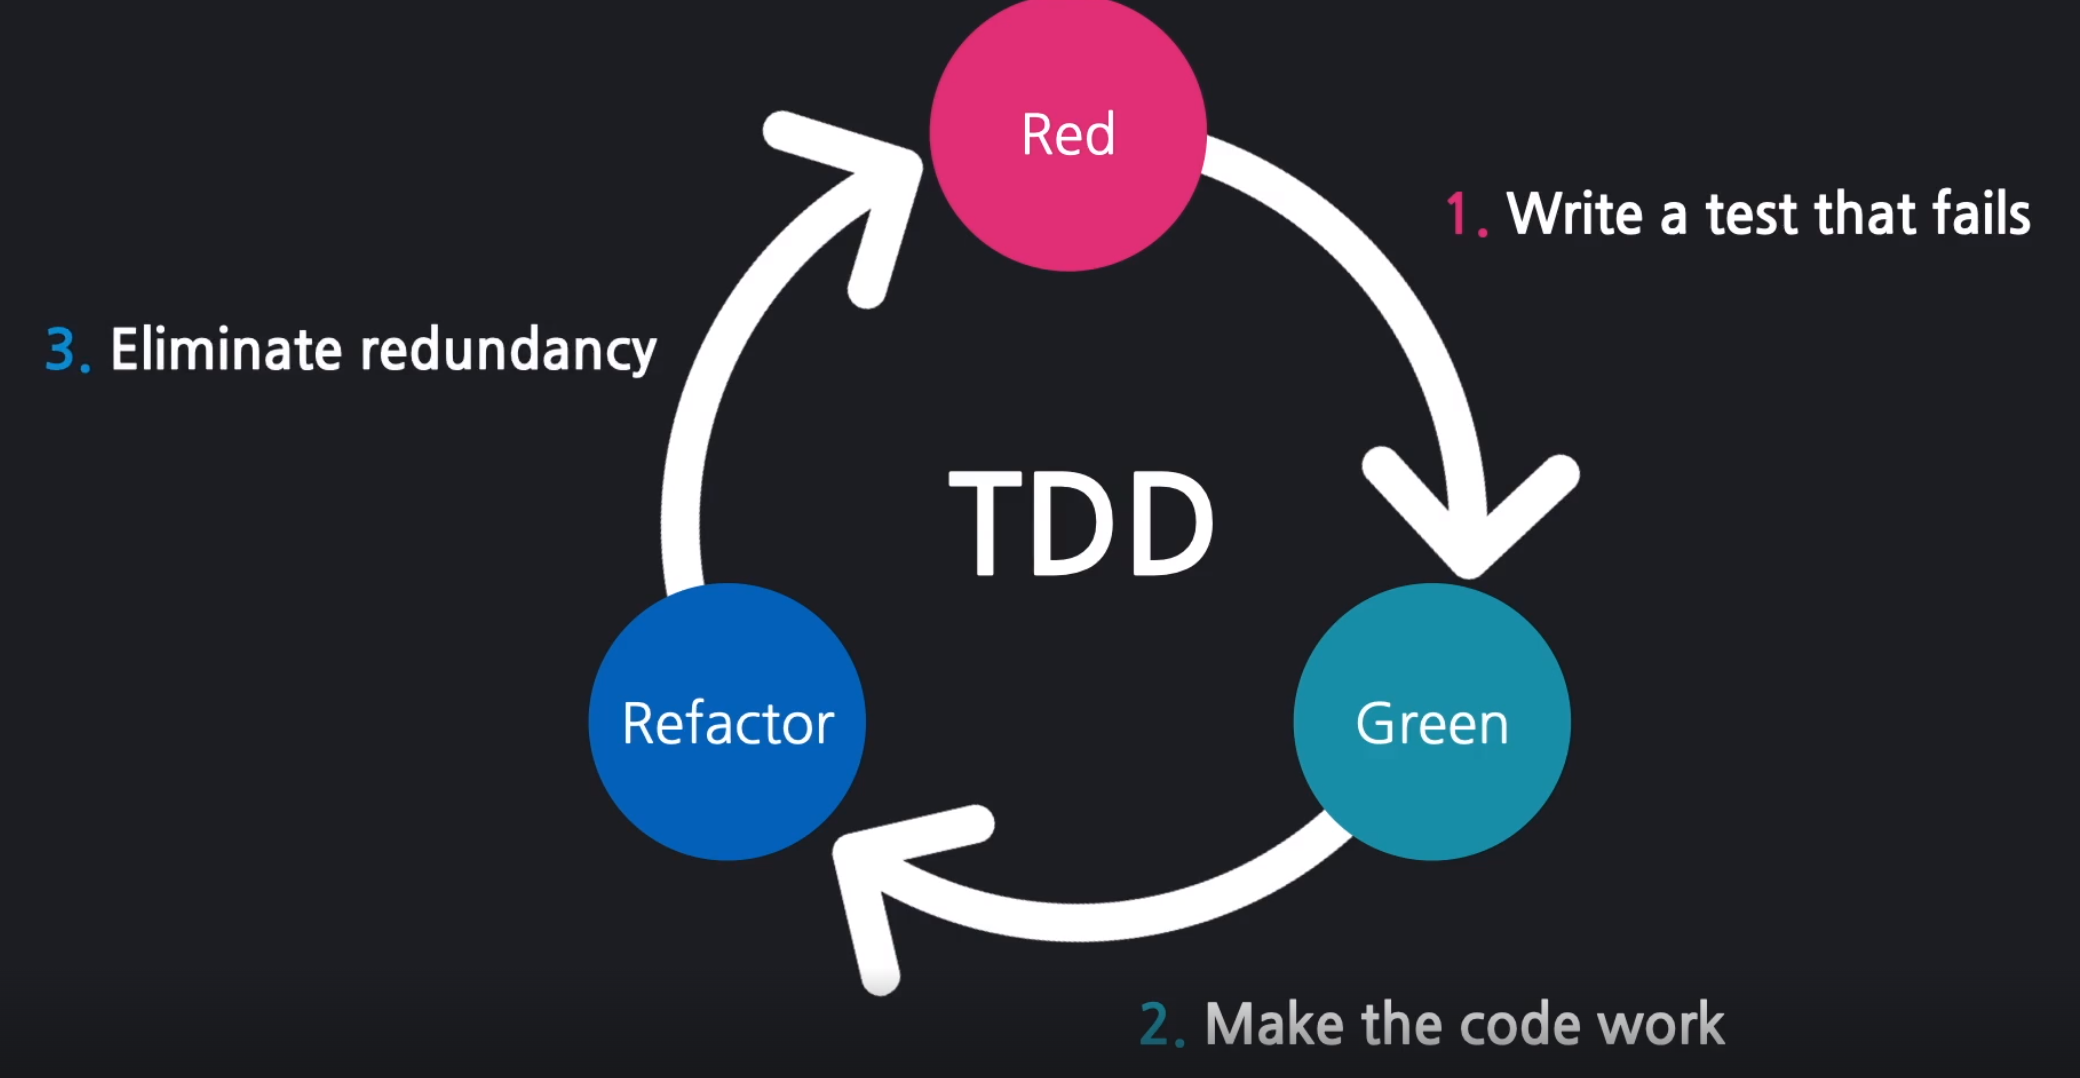 Red
1. Write a test that fails
3. Eliminate redundancy
TDD
Refactor
Green
2. Make the code work